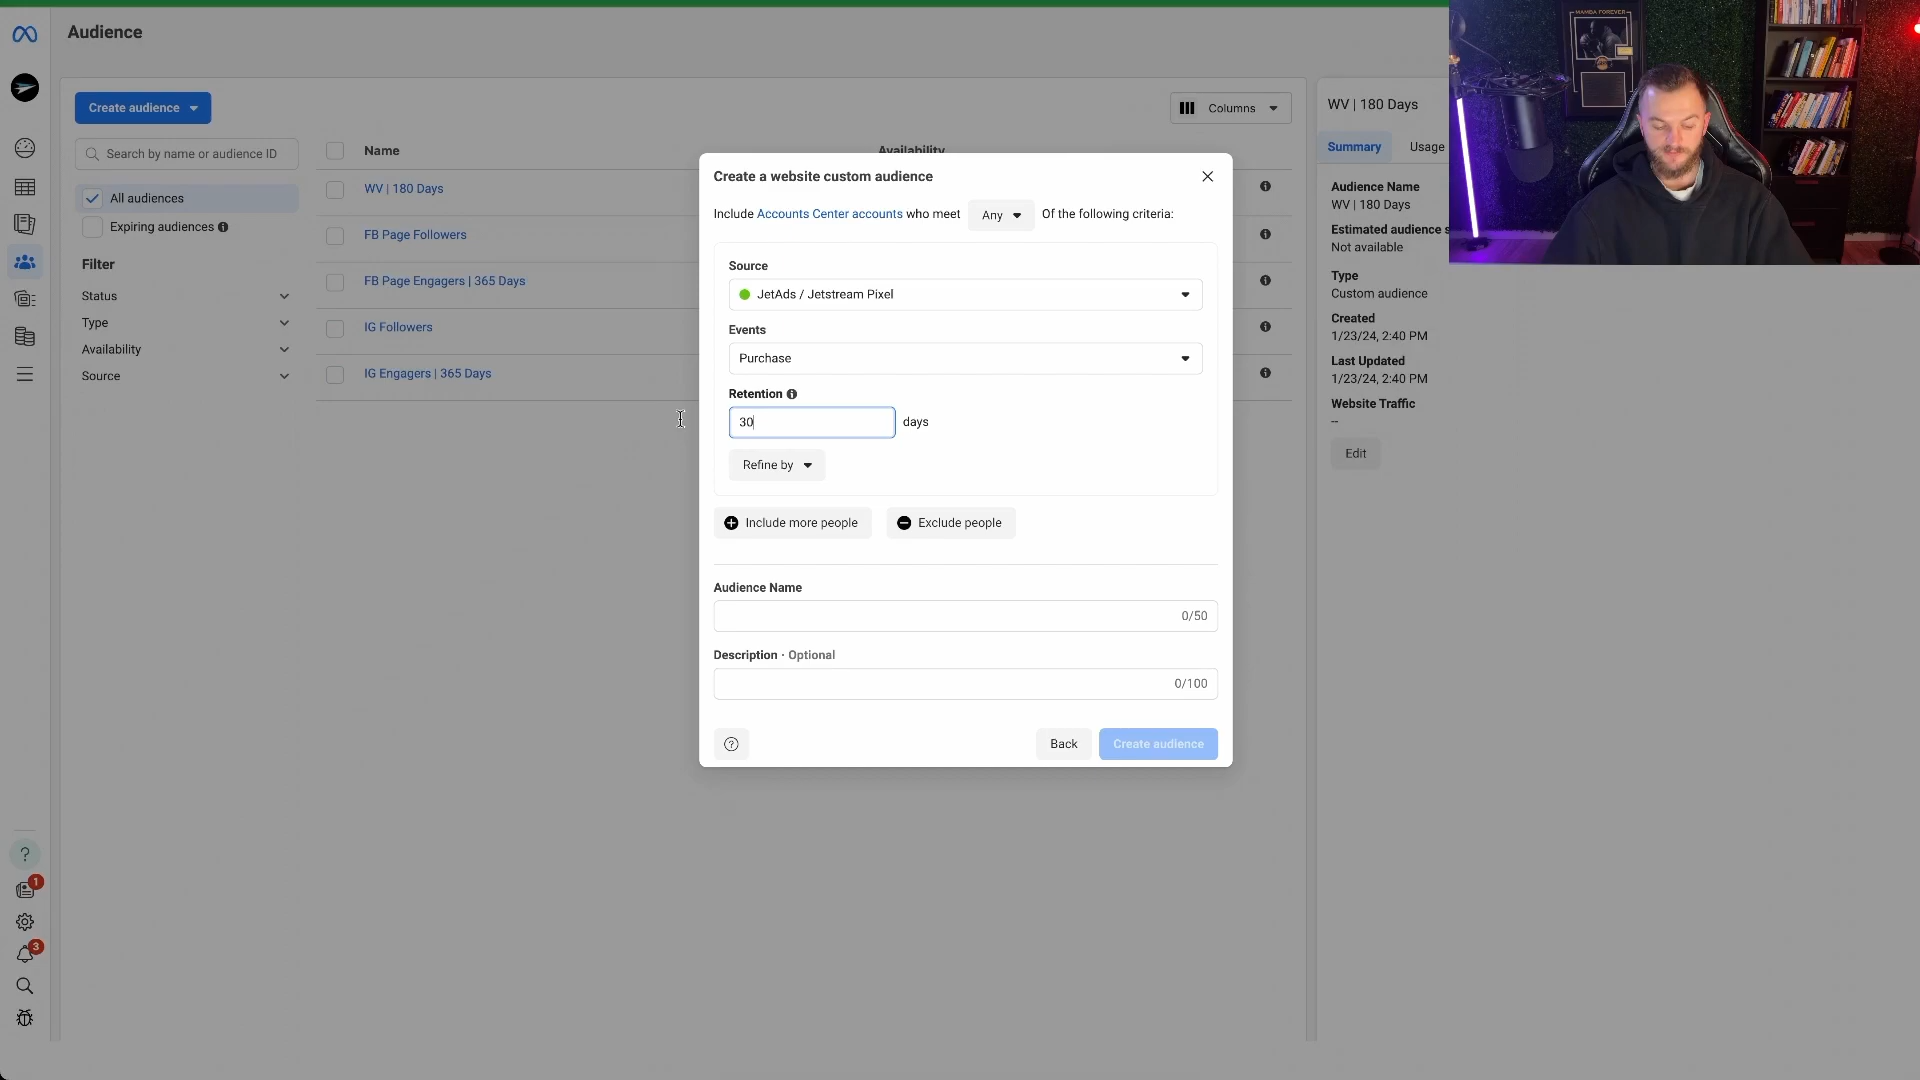 Audience
Create audience
Columns
Search by name or audience ID
All audiences
Expiring audiences
Filter
Status
Type
Availability
Source
Name
Availability
WV | 180 Days
FB Page Followers
FB Page Engagers | 365 Days
IG Followers
IG Engagers | 365 Days
Create a website custom audience
Include Accounts Center accounts who meet Any Of the following criteria:
Source
JetAds / Jetstream Pixel
Events
Purchase
Retention
30 days
Refine by
Include more people
Exclude people
Audience Name
0/50
Description · Optional
0/100
Back
Create audience
WV | 180 Days
Summary
Usage
Audience Name
WV | 180 Days
Estimated audience s
Not available
Type
Custom audience
Created
1/23/24, 2:40 PM
Last Updated
1/23/24, 2:40 PM
Website Traffic
--
Edit
MAMBA FOREVER
1
3